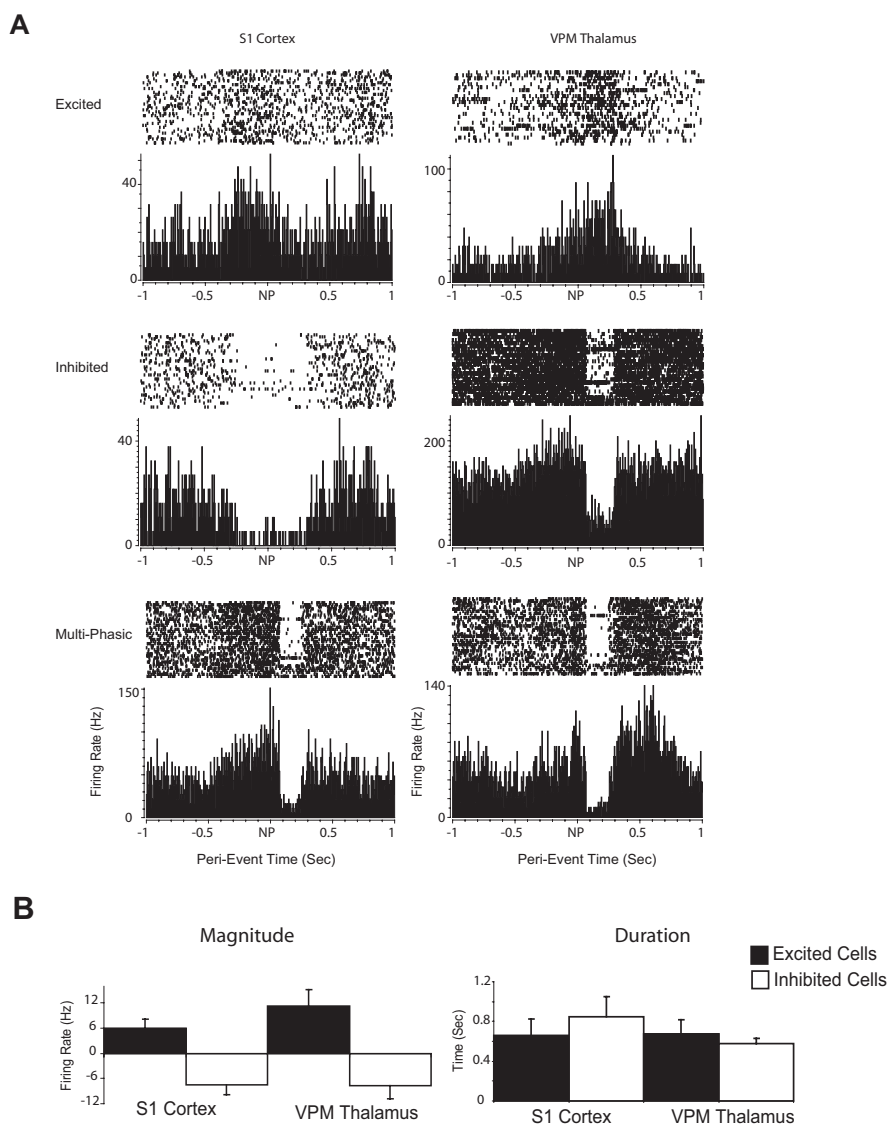 A
S1 Cortex
VPM Thalamus
Excited
40
0
-1 -0.5 NP 0.5 1
100
0
-1 -0.5 NP 0.5 1
Inhibited
40
0
-1 -0.5 NP 0.5 1
200
0
-1 -0.5 NP 0.5 1
Multi-Phasic
Firing Rate (Hz)
150
0
-1 -0.5 NP 0.5 1
Peri-Event Time (Sec)
Firing Rate (Hz)
140
0
-1 -0.5 NP 0.5 1
Peri-Event Time (Sec)
B
Magnitude
Firing Rate (Hz)
12
6
0
-6
-12
S1 Cortex
VPM Thalamus
Duration
Time (Sec)
1.2
0.8
0.4
0
S1 Cortex
VPM Thalamus
Excited Cells
Inhibited Cells